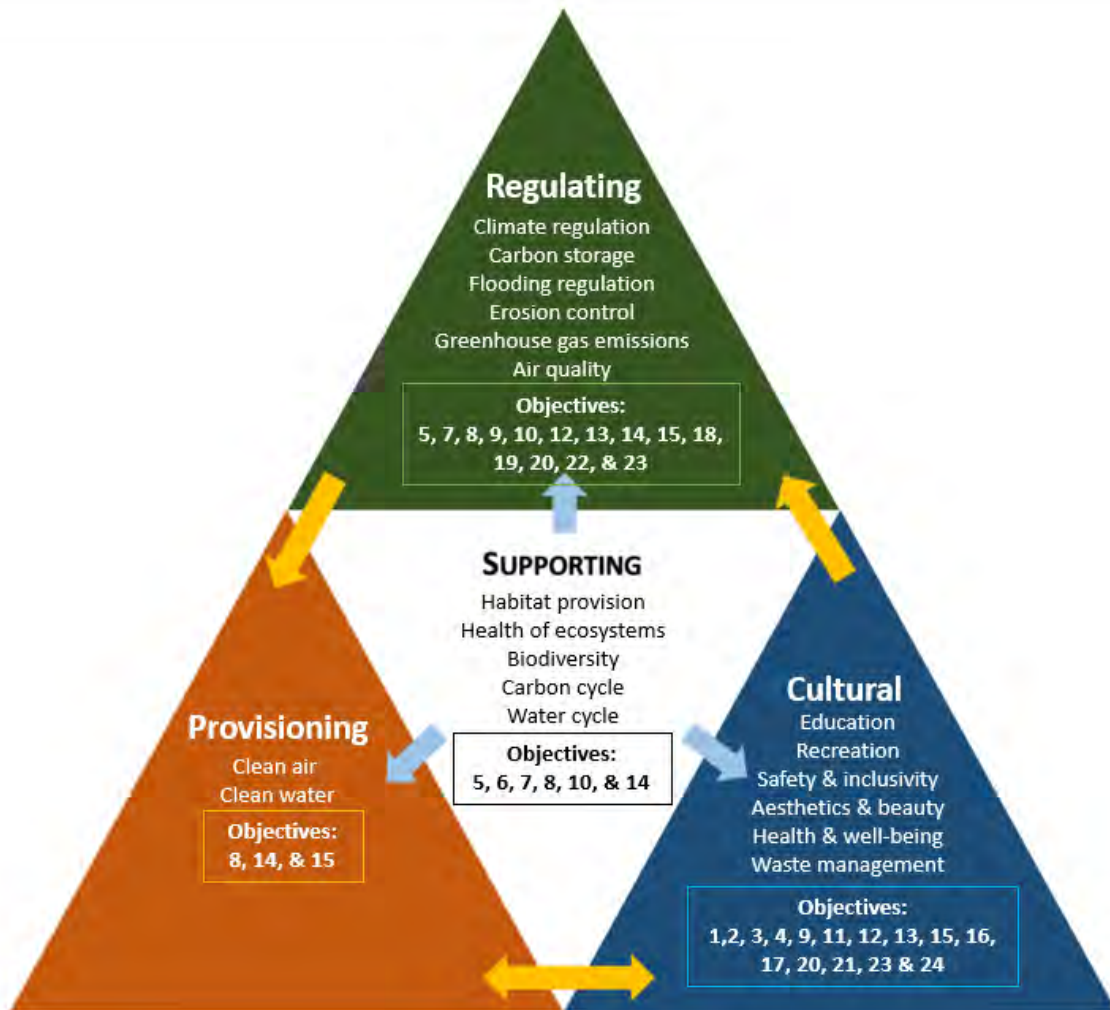 Regulating
Climate regulation
Carbon storage
Flooding regulation
Erosion control
Greenhouse gas emissions
Air quality
Objectives:
5, 7, 8, 9, 10, 12, 13, 14, 15, 18,
19, 20, 22, & 23
SUPPORTING
Habitat provision
Health of ecosystems
Biodiversity
Carbon cycle
Water cycle
Objectives:
5, 6, 7, 8, 10, & 14
Provisioning
Clean air
Clean water
Objectives:
8, 14, & 15
Cultural
Education
Recreation
Safety & inclusivity
Aesthetics & beauty
Health & well-being
Waste management
Objectives:
1,2, 3, 4, 9, 11, 12, 13, 15, 16,
17, 20, 21, 23 & 24